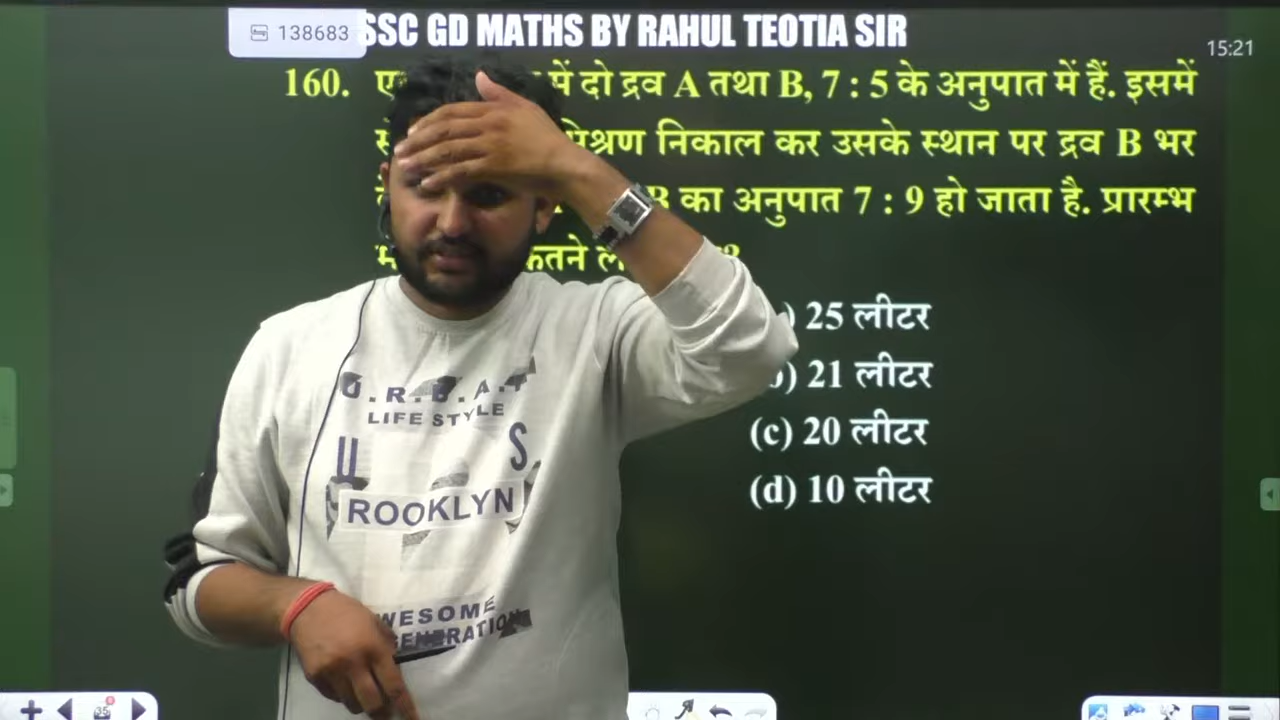 138683
SSC GD MATHS BY RAHUL TEOTIA SIR
15:21
160. में दो द्रव A तथा B, 7 : 5 के अनुपात में हैं. इसमें
निकाल कर उसके स्थान पर द्रव B भर
B का अनुपात 7 : 9 हो जाता है. प्रारम्भ
25 लीटर
21 लीटर
(c) 20 लीटर
(d) 10 लीटर
LIFE STYLE
U S
ROOKLYN
WESOME
GENERATION
35